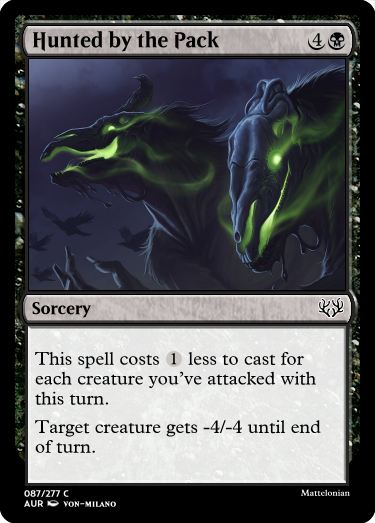 Hunted by the Pack 4
Sorcery
This spell costs 1 less to cast for
each creature you've attacked with
this turn.
Target creature gets -4/-4 until end
of turn.
087/277 C
Mattelonian
AUR VON-MILANO